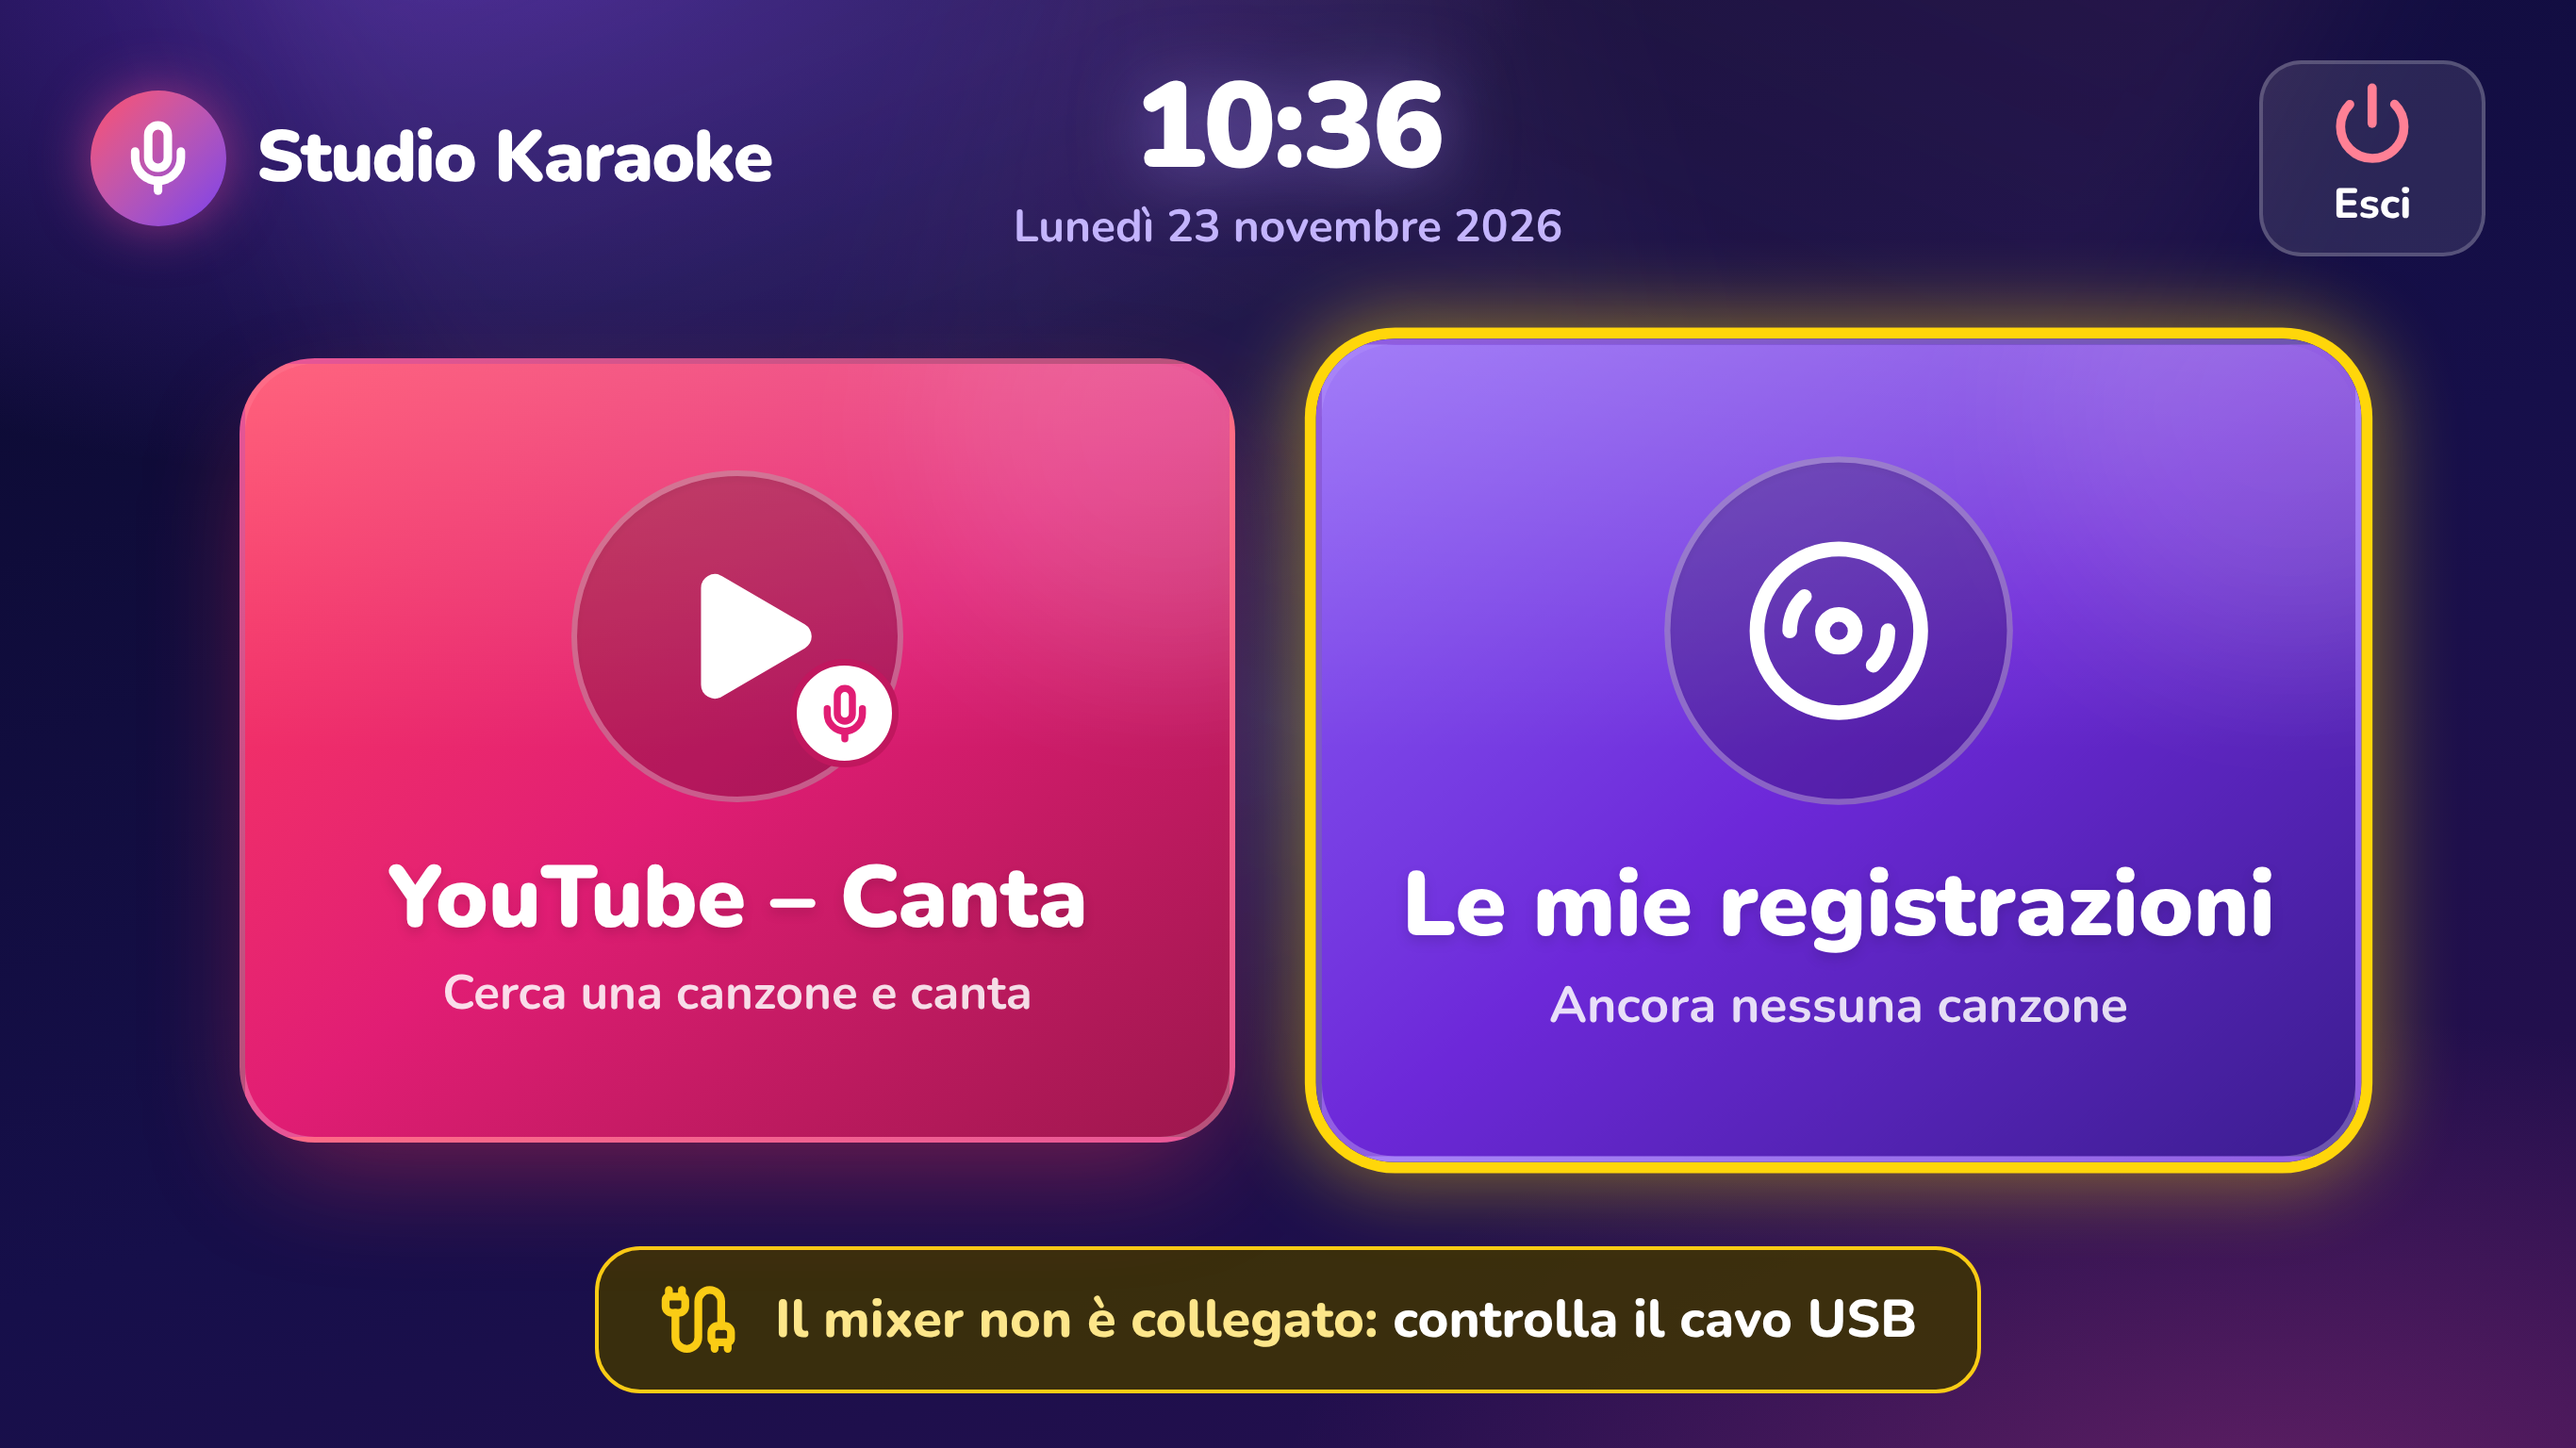 Studio Karaoke
10:36
Lunedì 23 novembre 2026
Esci
YouTube – Canta
Cerca una canzone e canta
Le mie registrazioni
Ancora nessuna canzone
Il mixer non è collegato: controlla il cavo USB